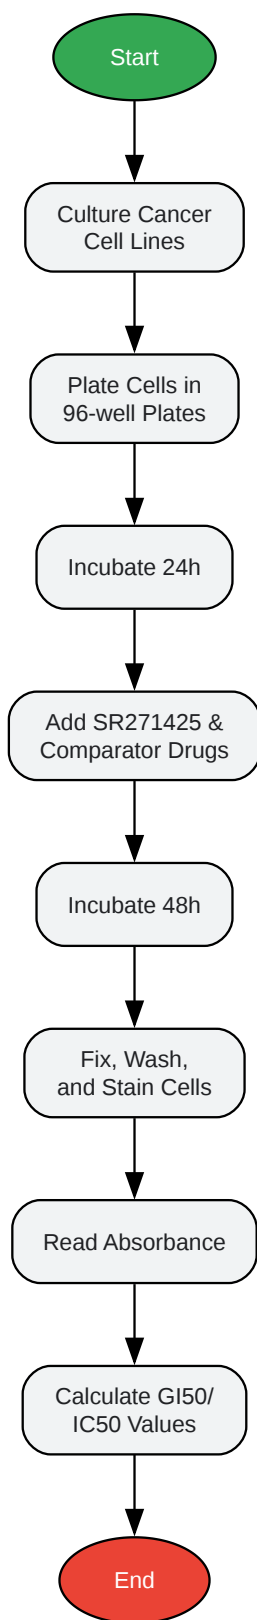 Start
Culture Cancer
Cell Lines
Plate Cells in
96-well Plates
Incubate 24h
Add SR271425 &
Comparator Drugs
Incubate 48h
Fix, Wash,
and Stain Cells
Read Absorbance
Calculate GI50/
IC50 Values
End